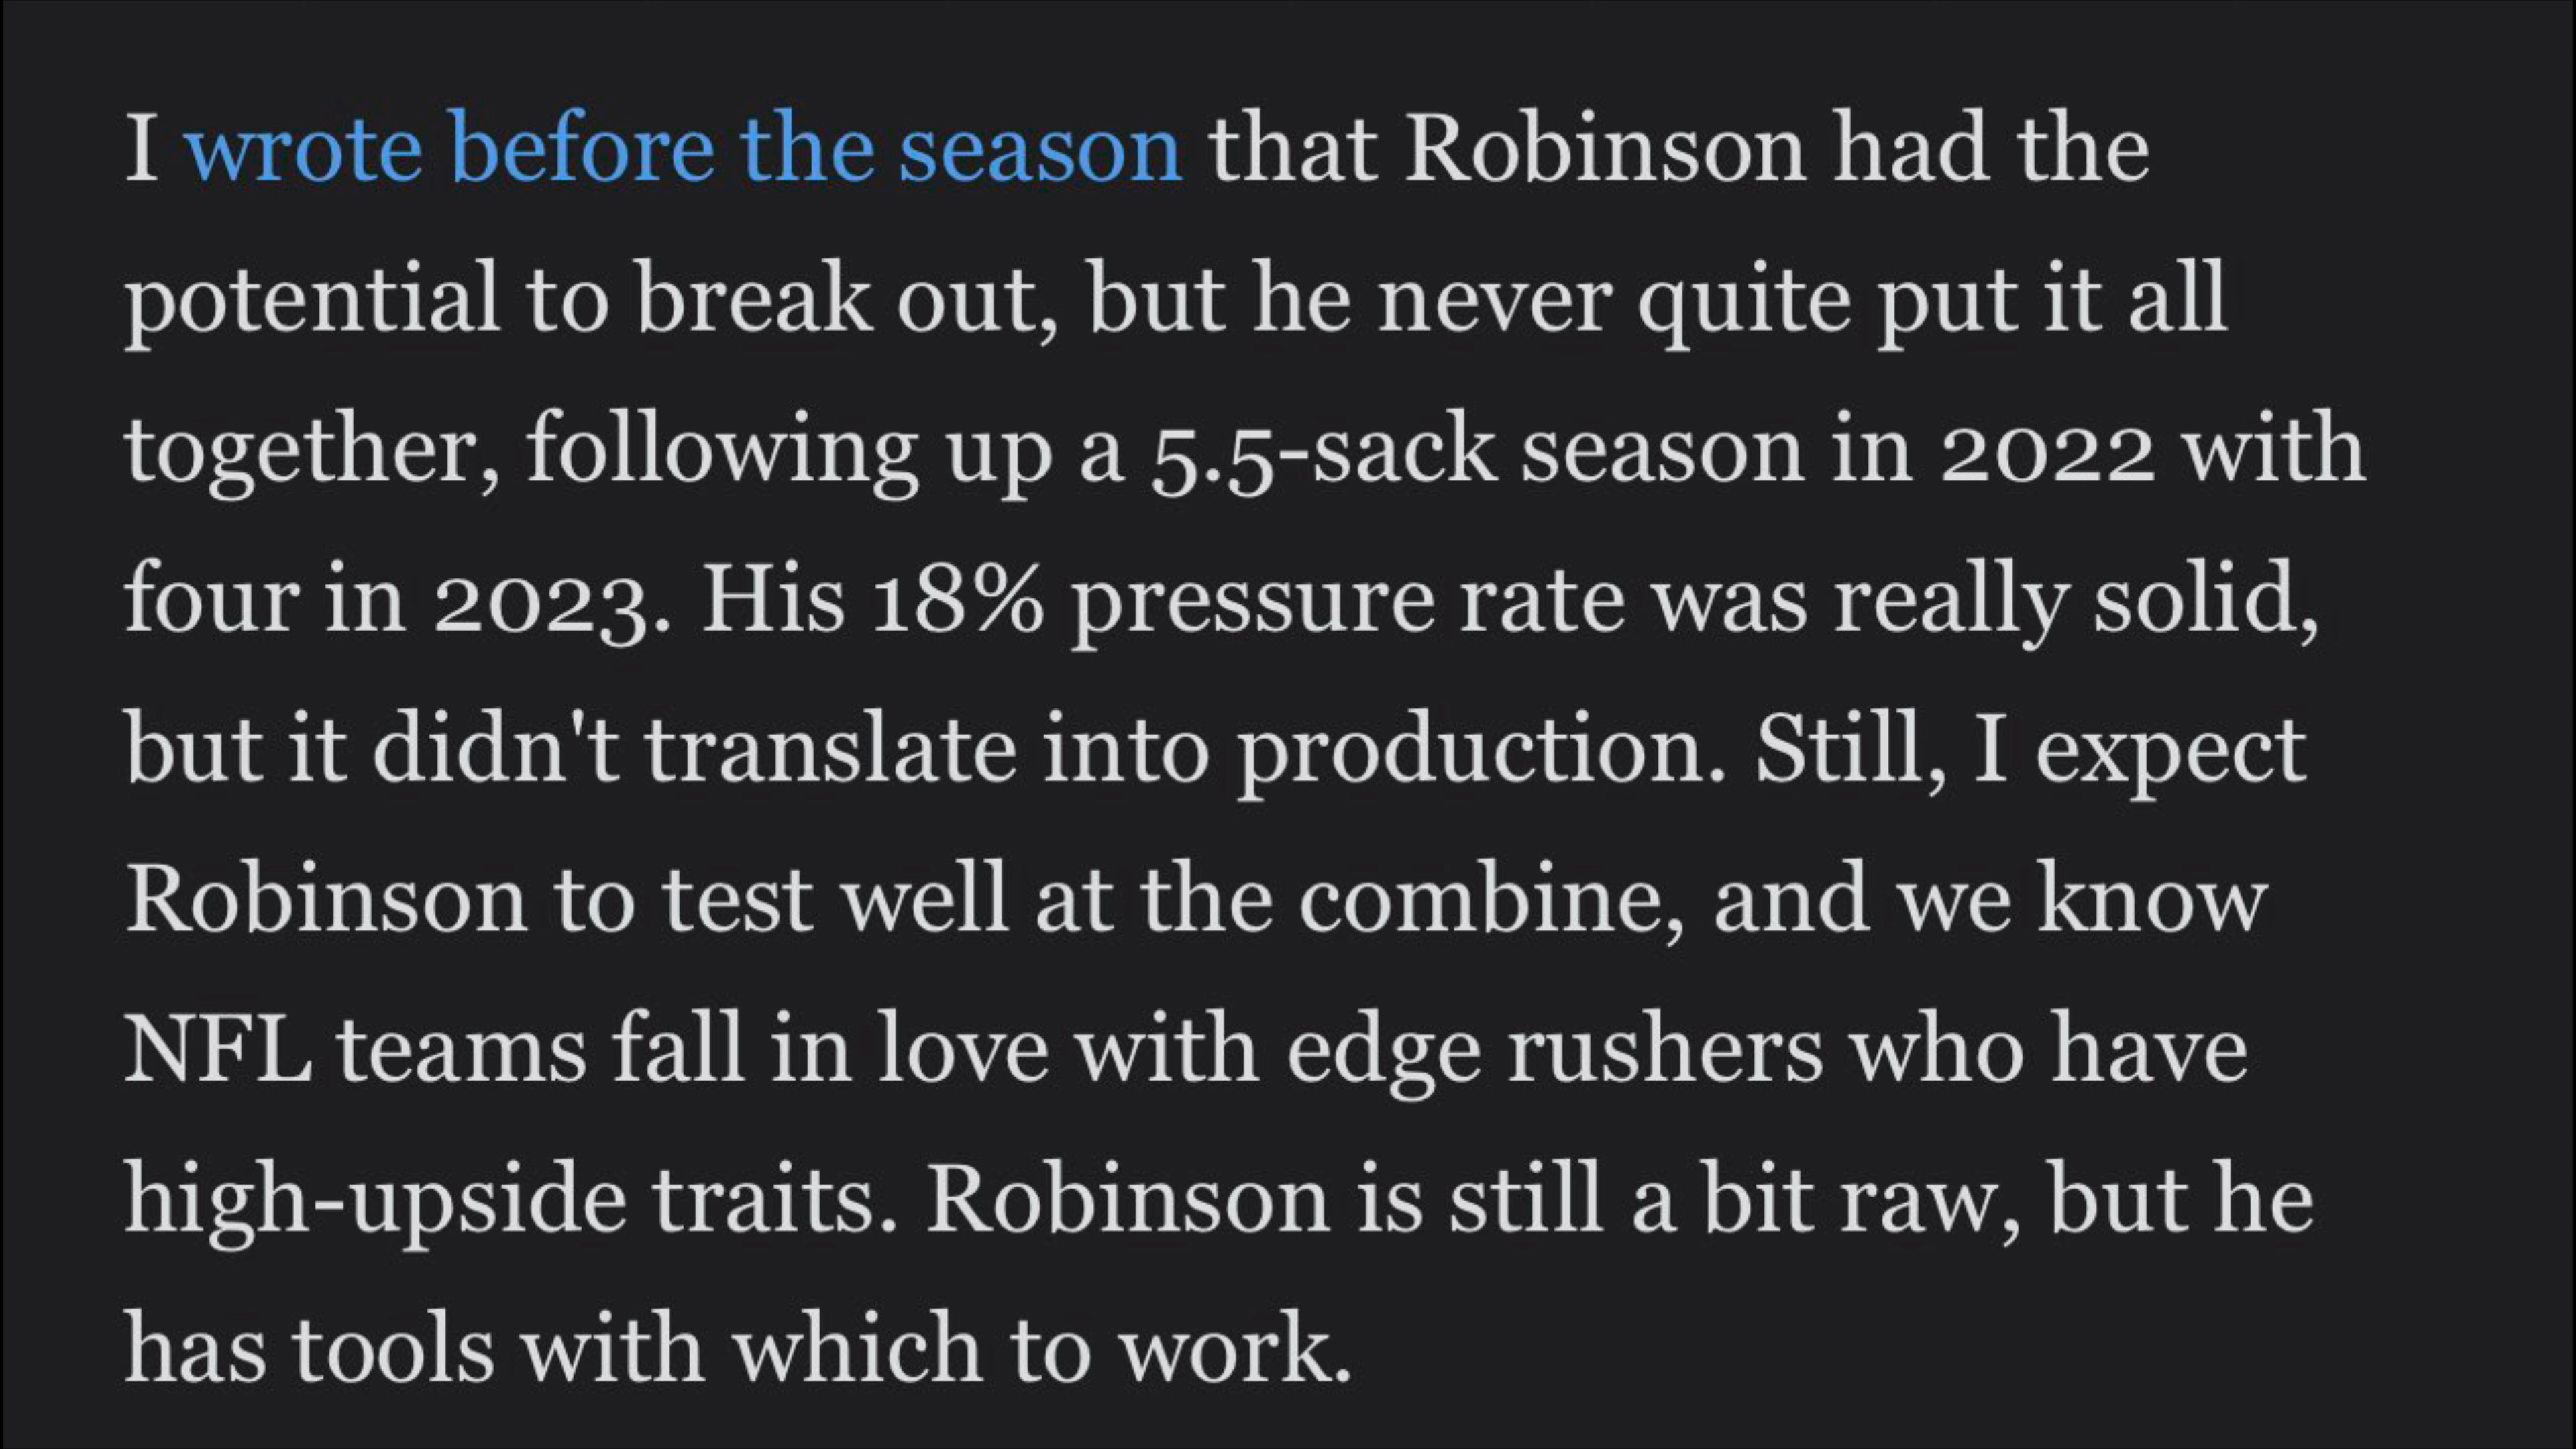 I wrote before the season that Robinson had the
potential to break out, but he never quite put it all
together, following up a 5.5-sack season in 2022 with
four in 2023. His 18% pressure rate was really solid,
but it didn't translate into production. Still, I expect
Robinson to test well at the combine, and we know
NFL teams fall in love with edge rushers who have
high-upside traits. Robinson is still a bit raw, but he
has tools with which to work.